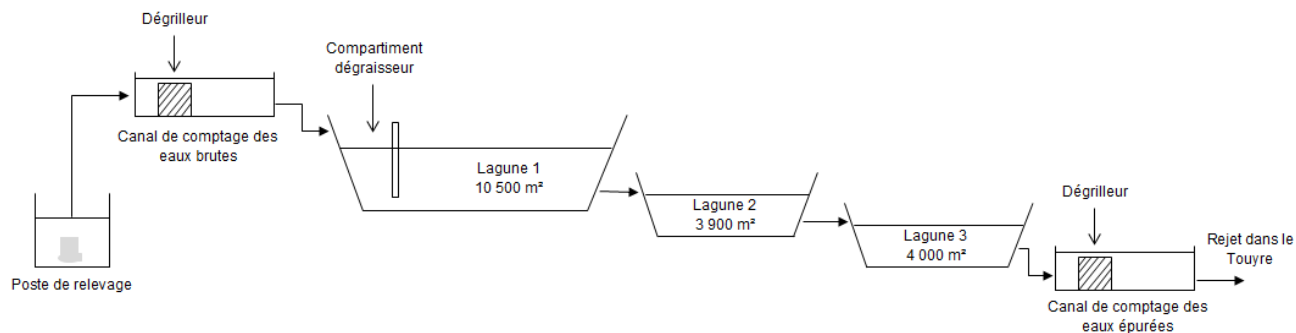 Dégrilleur
Compartiment
dégraisseur
Canal de comptage des
eaux brutes
Lagune 1
10 500 m²
Poste de relevage
Lagune 2
3 900 m²
Lagune 3
4 000 m²
Dégrilleur
Rejet dans le
Touyre
Canal de comptage des
eaux épurées